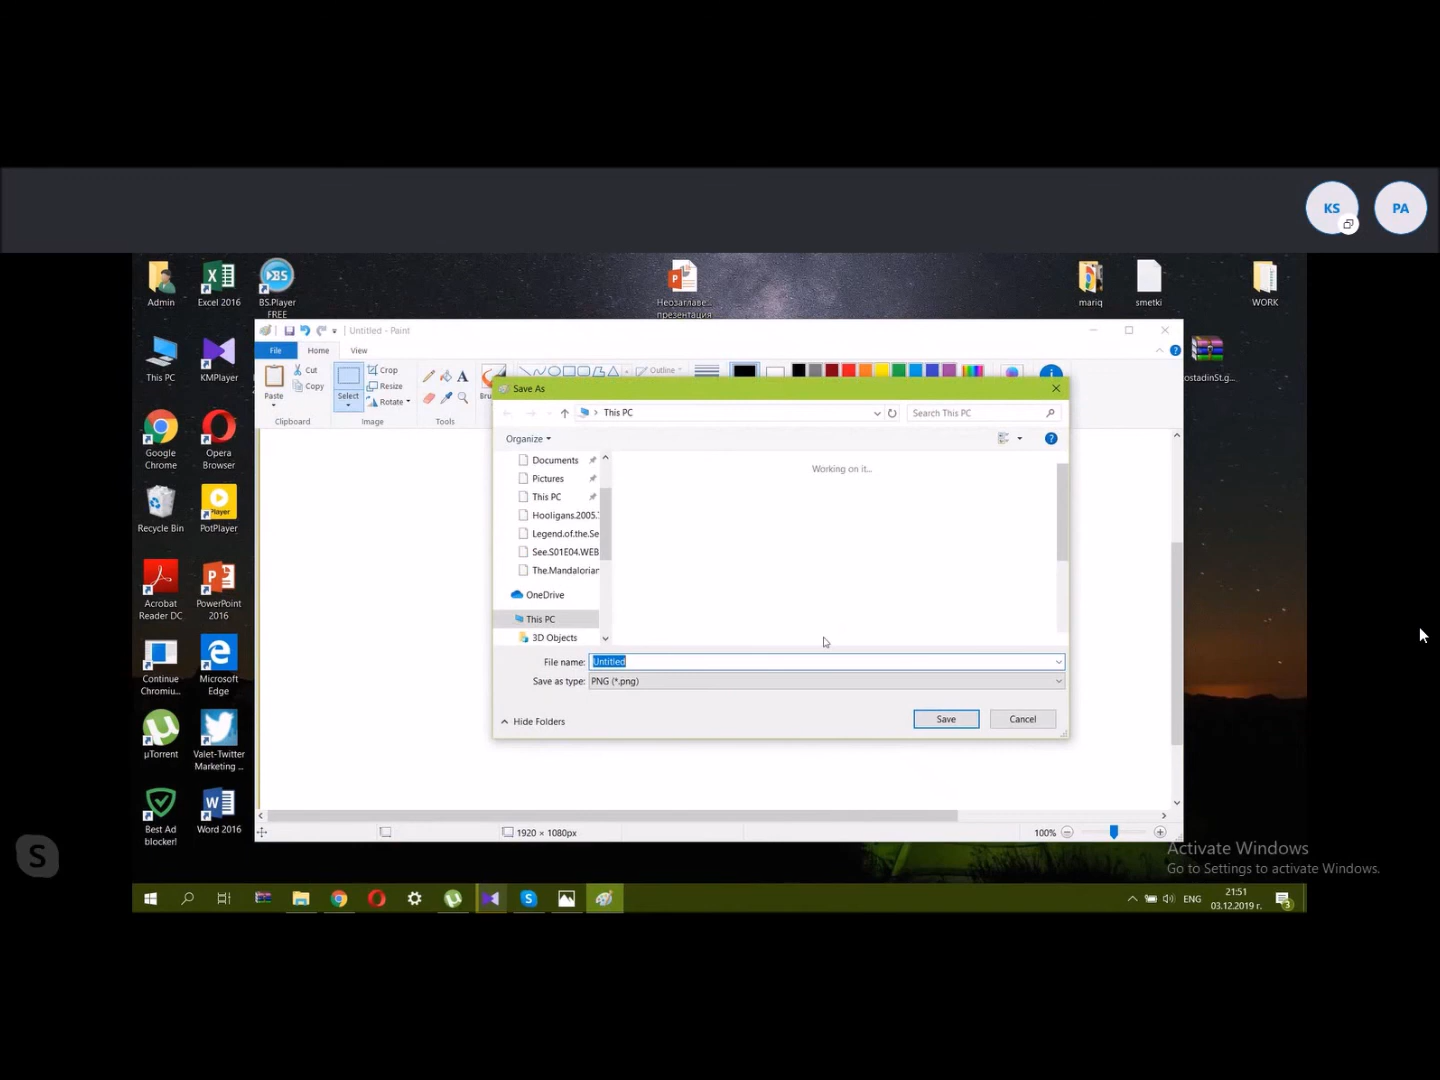 KS
PA
Admin
Excel 2016
BS.Player
FREE
Неозаглаве...
презентация
mariq
smetki
WORK
Untitled - Paint
File
Home
View
This PC
KMPlayer
Paste
Cut
Copy
Select
Crop
Resize
Rotate
Outline
Clipboard
Image
Tools
ostadinSt.g...
Save As
This PC
Search This PC
Organize
Google
Chrome
Opera
Browser
Documents
Pictures
This PC
Hooligans.2005.
Legend.of.the.Se
See.S01E04.WEB
The.Mandalorian
OneDrive
This PC
3D Objects
Working on it...
Player
Recycle Bin
PotPlayer
File name:
Untitled
Save as type:
PNG (*.png)
Hide Folders
Save
Cancel
Acrobat
Reader DC
PowerPoint
2016
Continue
Chromiu...
Microsoft
Edge
µTorrent
Valet-Twitter
Marketing ...
Best Ad
blocker!
Word 2016
1920 × 1080px
100%
Activate Windows
Go to Settings to activate Windows.
ENG
21:51
03.12.2019 г.
3